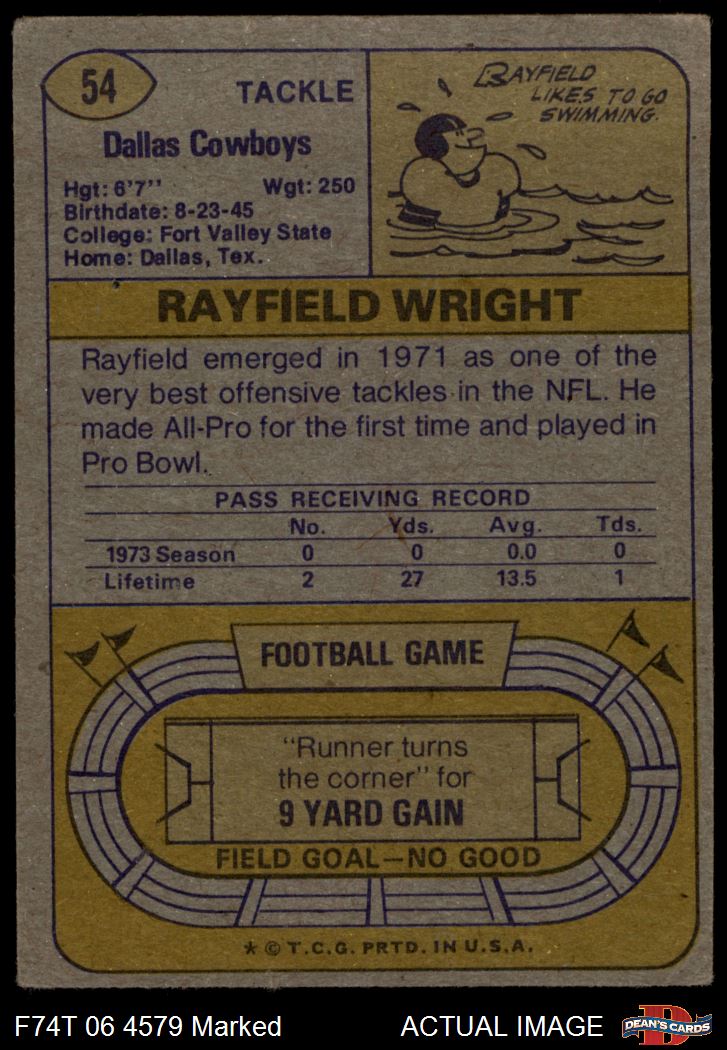 54
TACKLE
Dallas Cowboys
Hgt: 6'7'' Wgt: 250
Birthdate: 8-23-45
College: Fort Valley State
Home: Dallas, Tex.
RAYFIELD
LIKES TO GO
SWIMMING.
RAYFIELD WRIGHT
Rayfield emerged in 1971 as one of the
very best offensive tackles in the NFL. He
made All-Pro for the first time and played in
Pro Bowl.
PASS RECEIVING RECORD
No. Yds. Avg. Tds.
1973 Season 0 0 0.0 0
Lifetime 2 27 13.5 1
FOOTBALL GAME
"Runner turns
the corner" for
9 YARD GAIN
FIELD GOAL—NO GOOD
* © T.C.G. PRTD. IN U.S.A.
F74T 06 4579 Marked ACTUAL IMAGE
D
DEAN'S CARDS